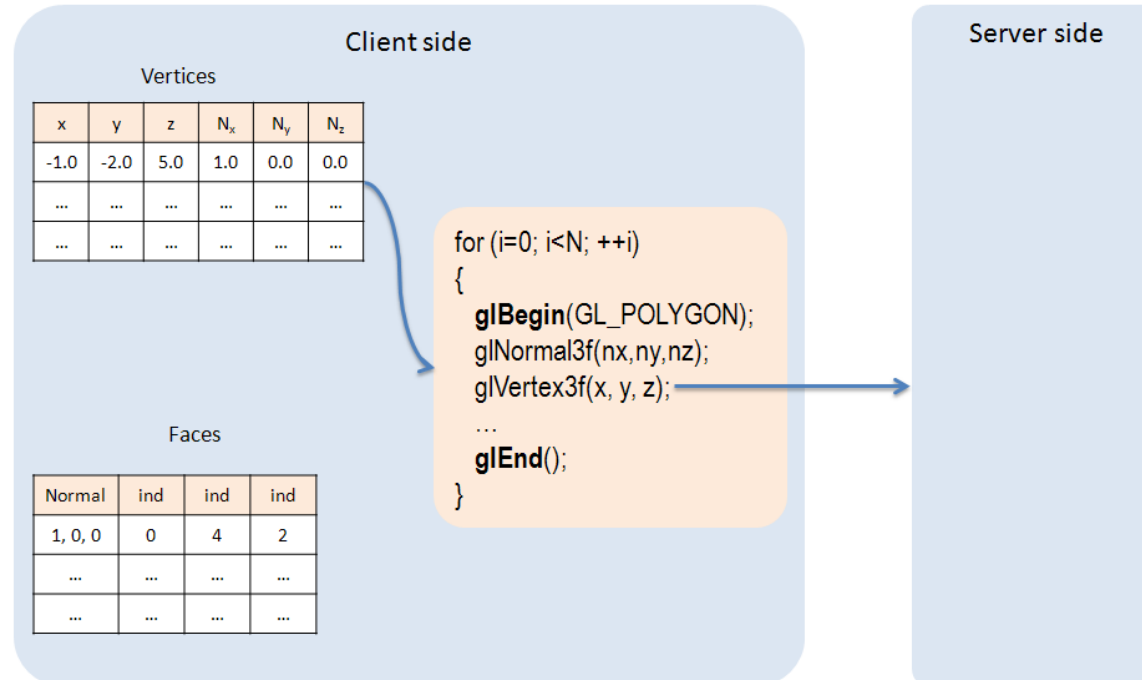 Client side
Server side
Vertices
x y z Nx Ny Nz
-1.0 -2.0 5.0 1.0 0.0 0.0
... ... ... ... ... ...
... ... ... ... ... ...
for (i=0; i<N; ++i)
{
glBegin(GL_POLYGON);
glNormal3f(nx,ny,nz);
glVertex3f(x, y, z);
...
glEnd();
}
Faces
Normal ind ind ind
1, 0, 0 0 4 2
... ... ... ...
... ... ... ...